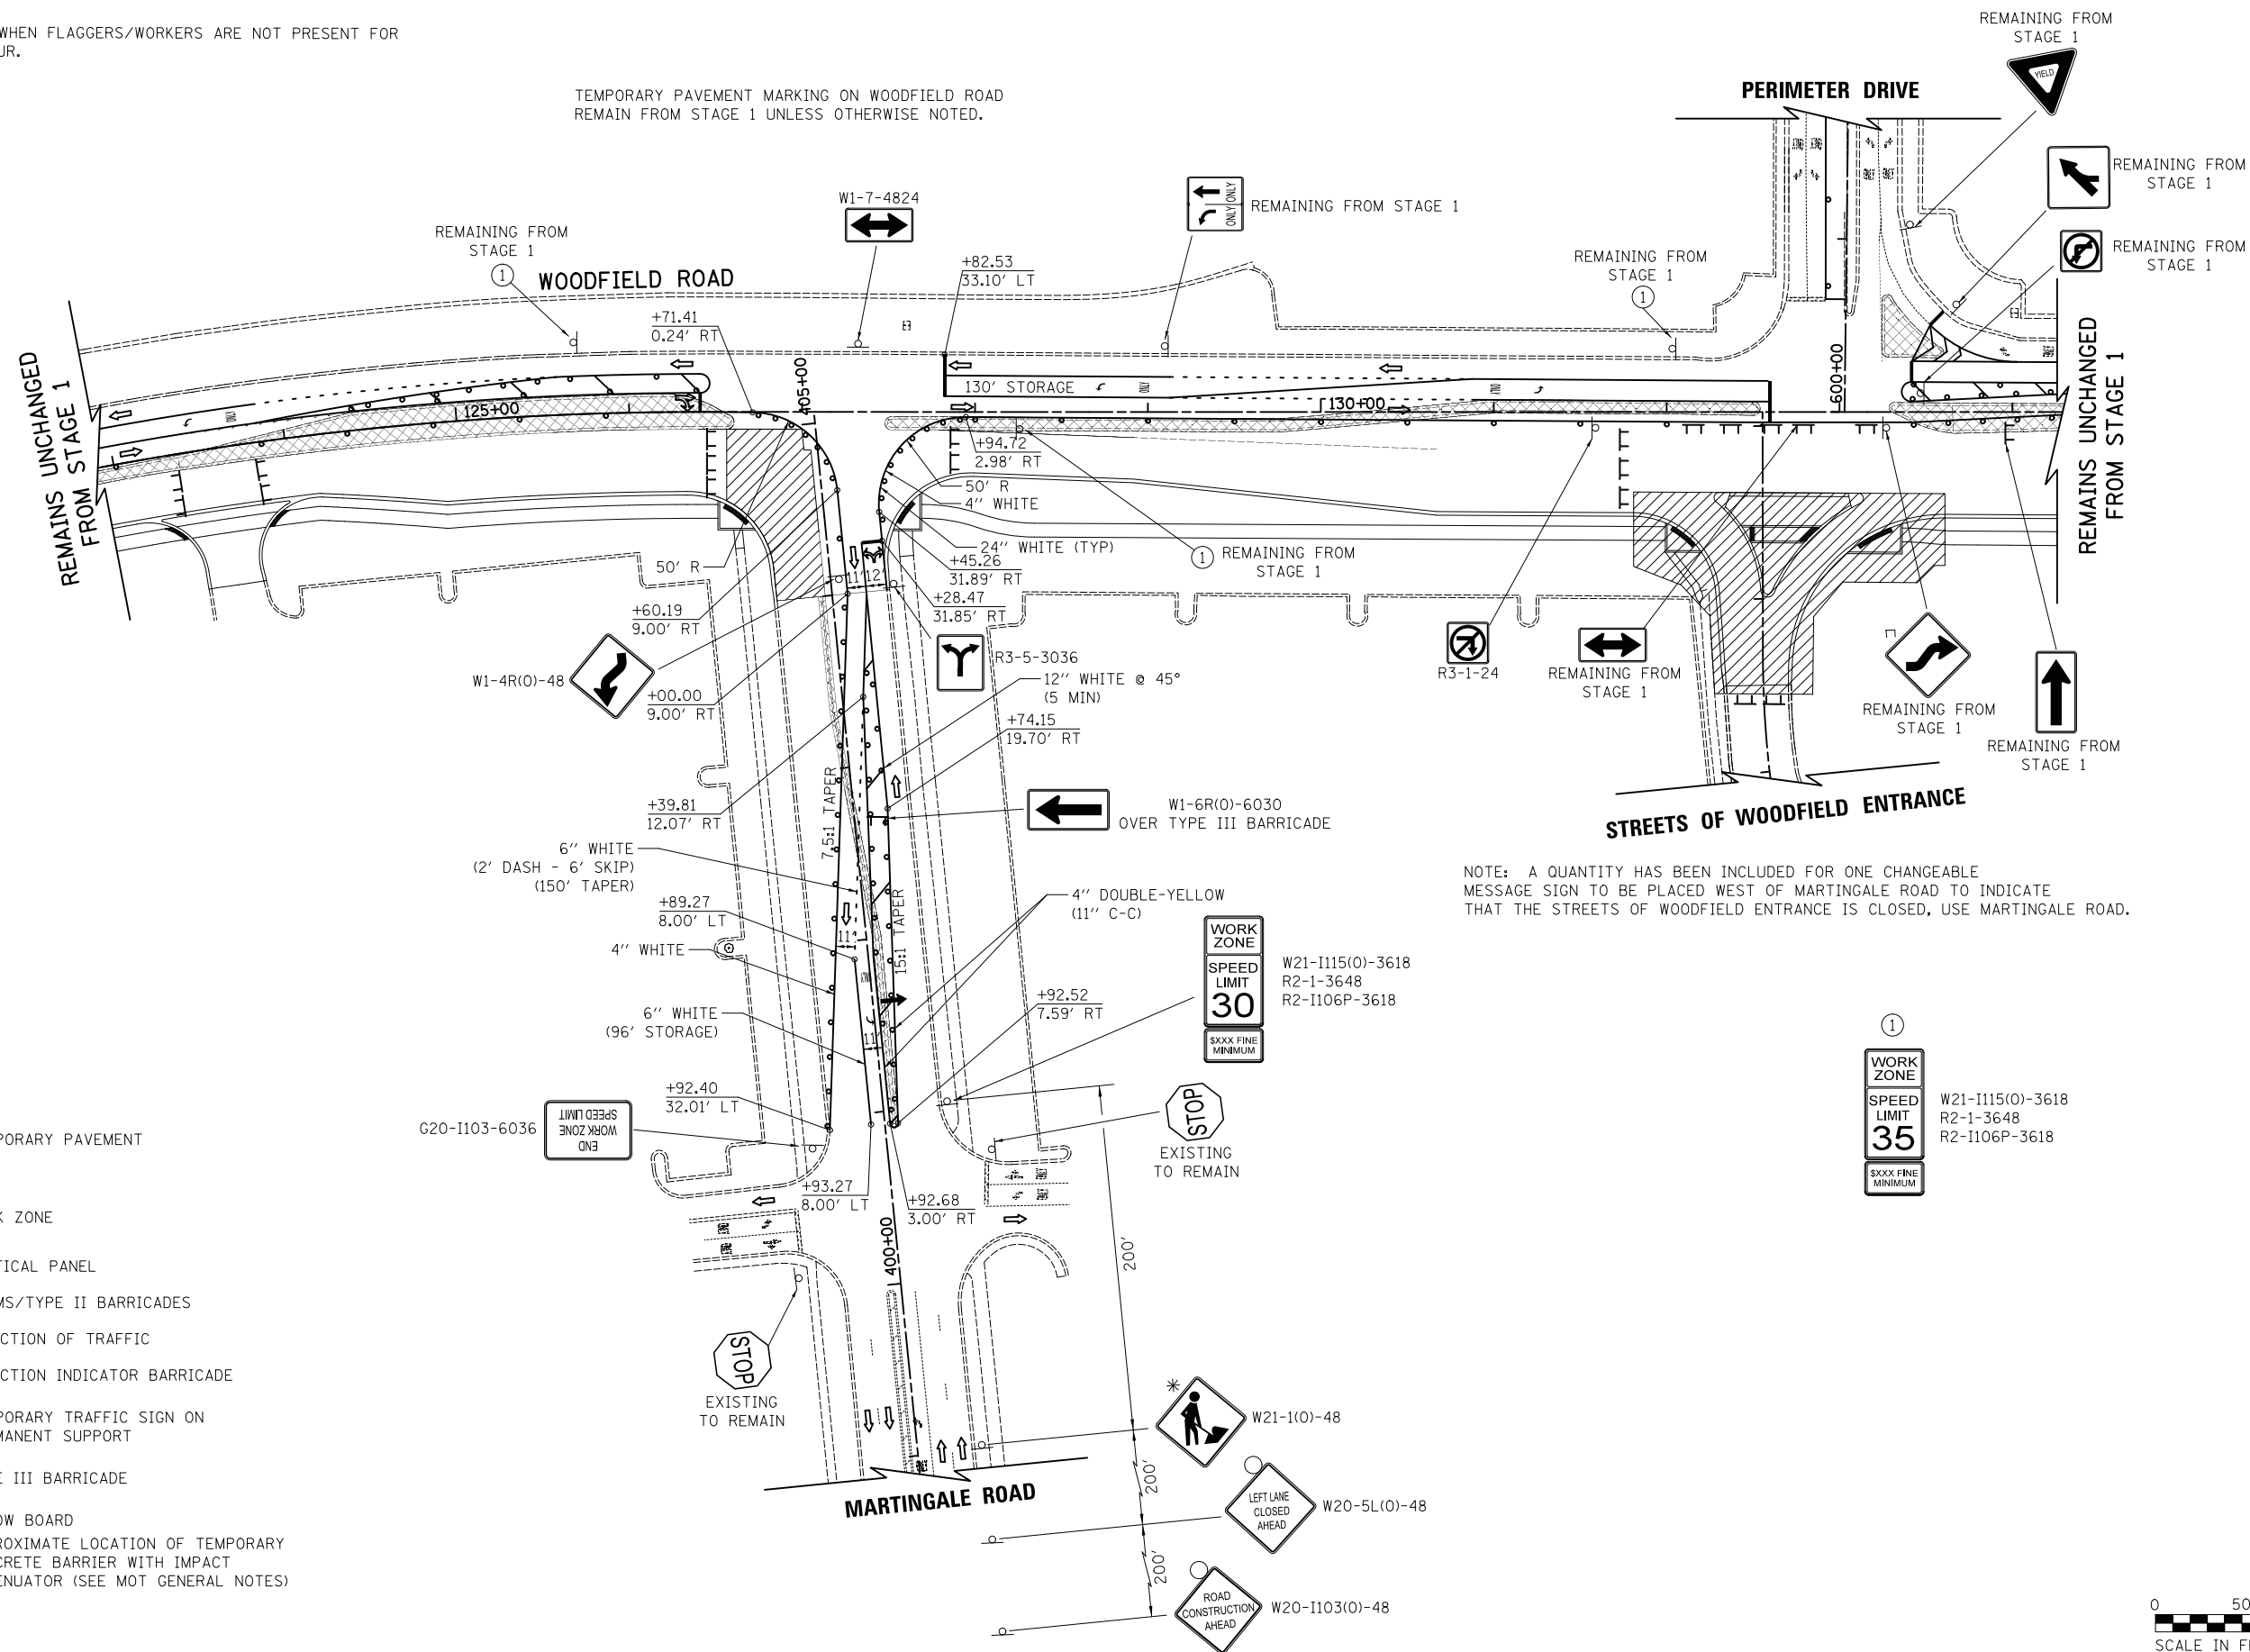 WHEN FLAGGERS/WORKERS ARE NOT PRESENT FOR
UR.
TEMPORARY PAVEMENT MARKING ON WOODFIELD ROAD
REMAIN FROM STAGE 1 UNLESS OTHERWISE NOTED.
REMAINING FROM
STAGE 1
YIELD
PERIMETER DRIVE
REMAINING FROM
STAGE 1
REMAINING FROM
STAGE 1
W1-7-4824
ONLY ONLY
REMAINING FROM STAGE 1
REMAINING FROM
STAGE 1
1
WOODFIELD ROAD
REMAINING FROM
STAGE 1
1
+82.53
33.10' LT
+71.41
0.24' RT
REMAINS UNCHANGED
FROM STAGE 1
REMAINS UNCHANGED
FROM STAGE 1
125+00
405+00
130' STORAGE
ONLY
ONLY
ONLY
130+00
600+00
+94.72
2.98' RT
50' R
4" WHITE
24" WHITE (TYP)
+45.26
31.89' RT
1 REMAINING FROM
STAGE 1
+28.47
31.85' RT
50' R
11'
12'
+60.19
9.00' RT
W1-4R(O)-48
+00.00
9.00' RT
R3-5-3036
12" WHITE @ 45°
(5 MIN)
+74.15
19.70' RT
R3-1-24
REMAINING FROM
STAGE 1
REMAINING FROM
STAGE 1
REMAINING FROM
STAGE 1
STREETS OF WOODFIELD ENTRANCE
7.5:1 TAPER
+39.81
12.07' RT
W1-6R(O)-6030
OVER TYPE III BARRICADE
6" WHITE
(2' DASH - 6' SKIP)
(150' TAPER)
NOTE: A QUANTITY HAS BEEN INCLUDED FOR ONE CHANGEABLE
MESSAGE SIGN TO BE PLACED WEST OF MARTINGALE ROAD TO INDICATE
THAT THE STREETS OF WOODFIELD ENTRANCE IS CLOSED, USE MARTINGALE ROAD.
+89.27
8.00' LT
4" DOUBLE-YELLOW
(11" C-C)
11'
15:1 TAPER
4" WHITE
ONLY
WORK
ZONE
SPEED
LIMIT
30
$XXX FINE
MINIMUM
W21-I115(O)-3618
R2-1-3648
R2-I106P-3618
+92.52
7.59' RT
6" WHITE
(96' STORAGE)
11'
1
WORK
ZONE
SPEED
LIMIT
35
$XXX FINE
MINIMUM
W21-I115(O)-3618
R2-1-3648
R2-I106P-3618
+92.40
32.01' LT
G20-I103-6036
END
WORK ZONE
SPEED LIMIT
STOP
EXISTING
TO REMAIN
+93.27
8.00' LT
+92.68
3.00' RT
400+00
200'
PORARY PAVEMENT
K ZONE
TICAL PANEL
MS/TYPE II BARRICADES
CTION OF TRAFFIC
CTION INDICATOR BARRICADE
PORARY TRAFFIC SIGN ON
MANENT SUPPORT
E III BARRICADE
OW BOARD
ROXIMATE LOCATION OF TEMPORARY
CRETE BARRIER WITH IMPACT
ENUATOR (SEE MOT GENERAL NOTES)
STOP
EXISTING
TO REMAIN
MARTINGALE ROAD
*
W21-1(O)-48
200'
LEFT LANE
CLOSED
AHEAD
W20-5L(O)-48
200'
ROAD
CONSTRUCTION
AHEAD
W20-I103(O)-48
0 50
SCALE IN F